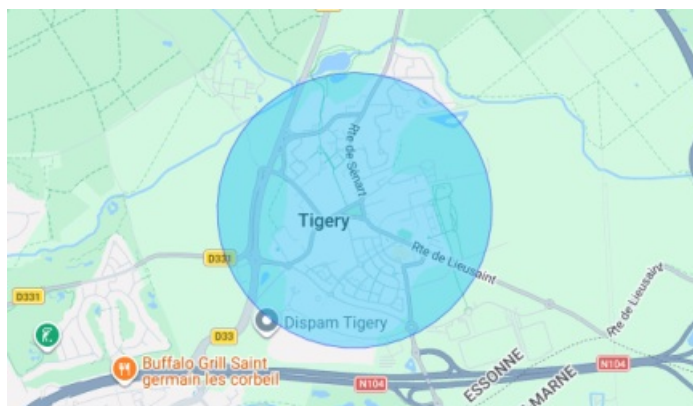 Rte de Sénart
Tigery
Rte de Lieusaint
D331
D331
Rte de Lieusaint
Dispam Tigery
D33
Buffalo Grill Saint
germain les corbeil
N104
N104
ESSONNE